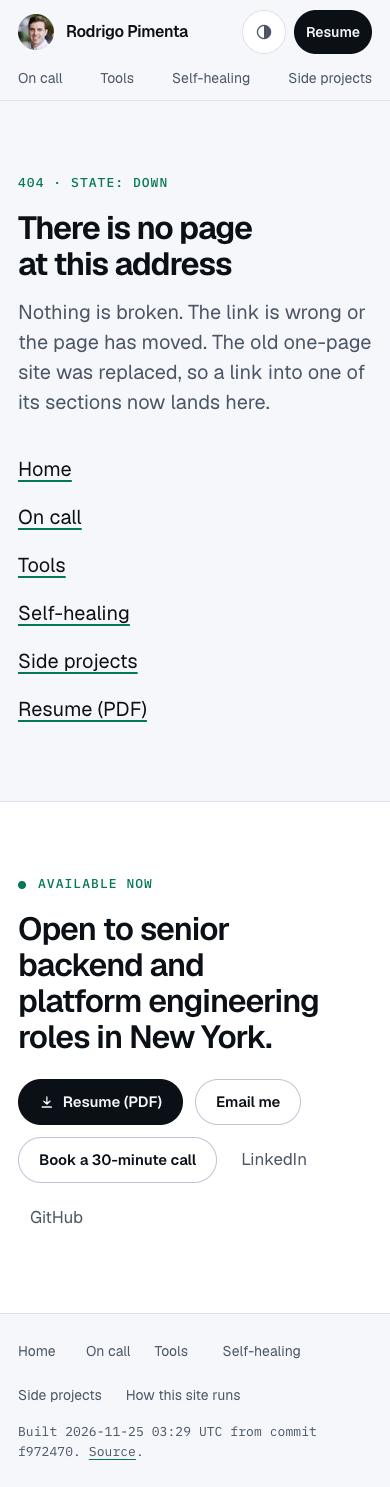 Rodrigo Pimenta
Resume
On call Tools Self-healing Side projects
404 · STATE: DOWN
There is no page
at this address
Nothing is broken. The link is wrong or
the page has moved. The old one-page
site was replaced, so a link into one of
its sections now lands here.
Home
On call
Tools
Self-healing
Side projects
Resume (PDF)
AVAILABLE NOW
Open to senior
backend and
platform engineering
roles in New York.
Resume (PDF) Email me
Book a 30-minute call LinkedIn
GitHub
Home On call Tools Self-healing
Side projects How this site runs
Built 2026-11-25 03:29 UTC from commit
f972470. Source.